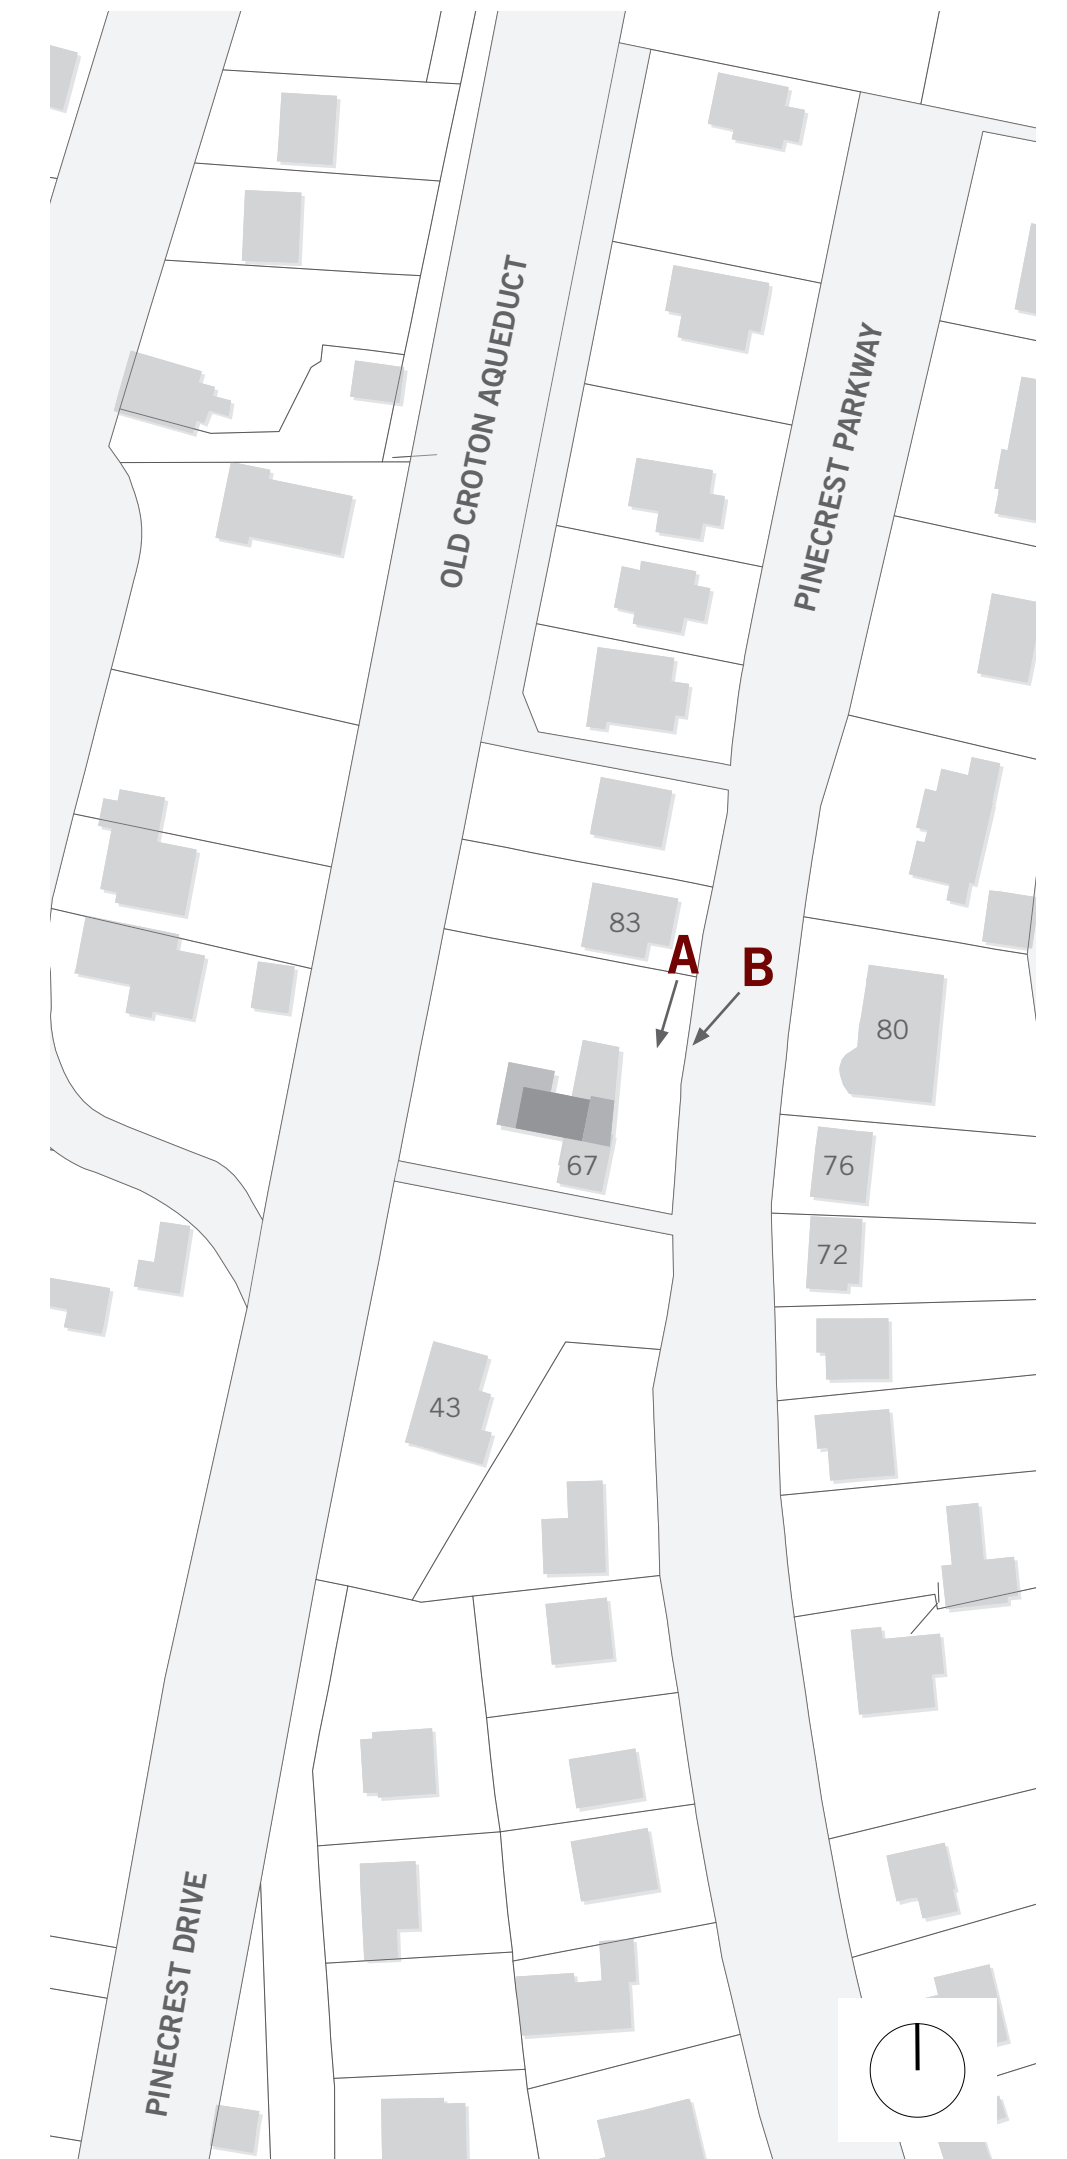 OLD CROTON AQUEDUCT
PINECREST PARKWAY
83
A
B
80
67
76
72
43
PINECREST DRIVE